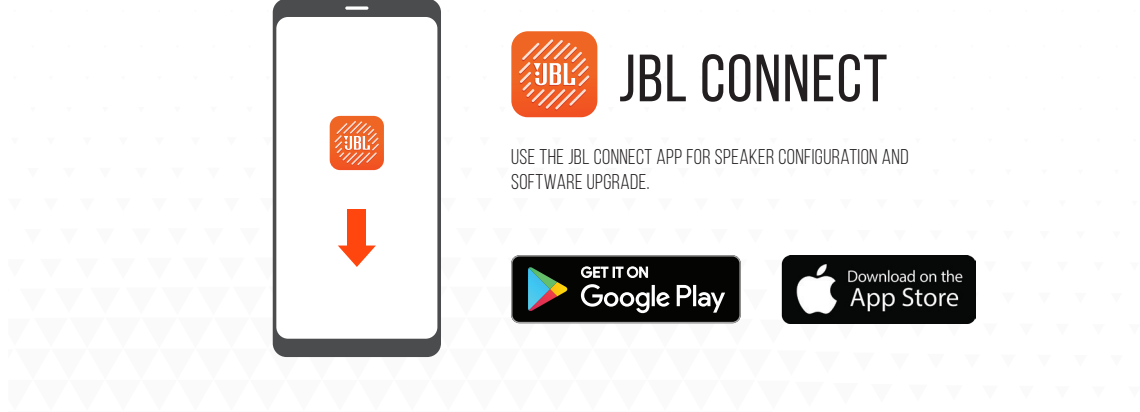 JBL
JBL
JBL CONNECT
USE THE JBL CONNECT APP FOR SPEAKER CONFIGURATION AND
SOFTWARE UPGRADE.
GET IT ON
Google Play
Download on the
App Store